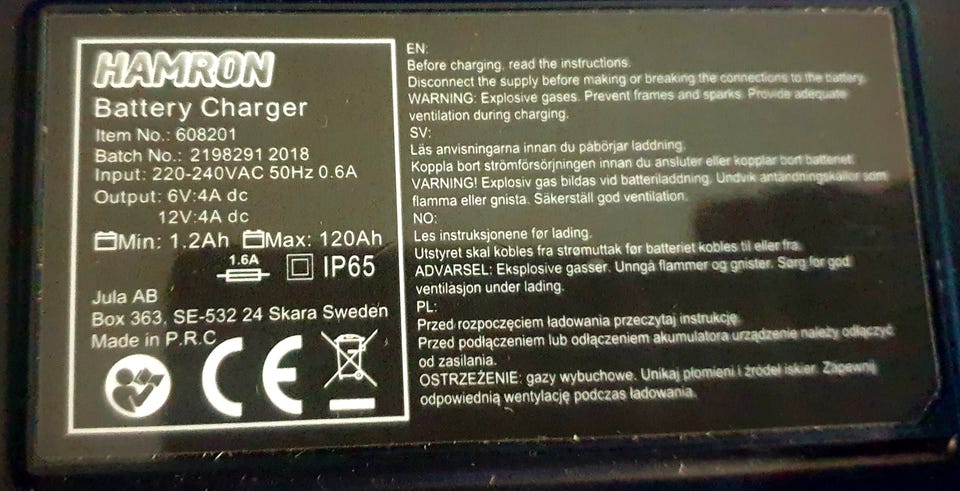 HAMRON
Battery Charger
Item No.: 608201
Batch No.: 2198291 2018
Input: 220-240VAC 50Hz 0.6A
Output: 6V:4A dc
12V:4A dc
Min: 1.2Ah Max: 120Ah
1.6A
IP65
Jula AB
Box 363, SE-532 24 Skara Sweden
Made in P.R.C
CE
EN:
Before charging, read the instructions.
Disconnect the supply before making or breaking the connections to the battery.
WARNING: Explosive gases. Prevent frames and sparks. Provide adequate
ventilation during charging.
SV:
Läs anvisningarna innan du påbörjar laddning.
Koppla bort strömförsörjningen innan du ansluter eller kopplar bort batteriet.
VARNING! Explosiv gas bildas vid batteriladdning. Undvik antändningskällor som
flamma eller gnista. Säkerställ god ventilation.
NO:
Les instruksjonene før lading.
Utstyret skal kobles fra strømuttak før batteriet kobles til eller fra.
ADVARSEL: Eksplosive gasser. Unngå flammer og gnister. Sørg for god
ventilasjon under lading.
PL:
Przed rozpoczęciem ładowania przeczytaj instrukcję.
Przed podłączeniem lub odłączeniem akumulatora urządzenie należy odłączyć
od zasilania.
OSTRZEŻENIE: gazy wybuchowe. Unikaj płomieni i źródeł iskier. Zapewnij
odpowiednią wentylację podczas ładowania.